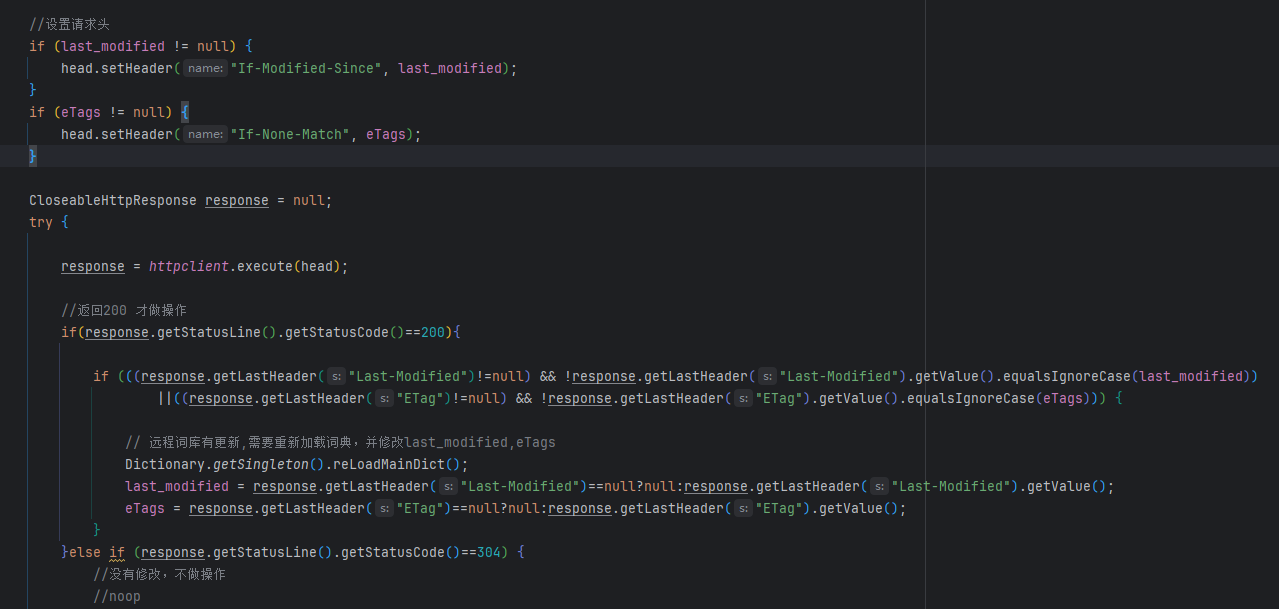 //设置请求头
if (last_modified != null) {
head.setHeader( name: "If-Modified-Since", last_modified);
}
if (eTags != null) {
head.setHeader( name: "If-None-Match", eTags);
}
CloseableHttpResponse response = null;
try {
response = httpclient.execute(head);
//返回200 才做操作
if(response.getStatusLine().getStatusCode()==200){
if (((response.getLastHeader( s: "Last-Modified")!=null) && !response.getLastHeader( s: "Last-Modified").getValue().equalsIgnoreCase(last_modified))
||((response.getLastHeader( s: "ETag")!=null) && !response.getLastHeader( s: "ETag").getValue().equalsIgnoreCase(eTags))) {
// 远程词库有更新,需要重新加载词典，并修改last_modified,eTags
Dictionary.getSingleton().reLoadMainDict();
last_modified = response.getLastHeader( s: "Last-Modified")==null?null:response.getLastHeader( s: "Last-Modified").getValue();
eTags = response.getLastHeader( s: "ETag")==null?null:response.getLastHeader( s: "ETag").getValue();
}
}else if (response.getStatusLine().getStatusCode()==304) {
//没有修改，不做操作
//noop